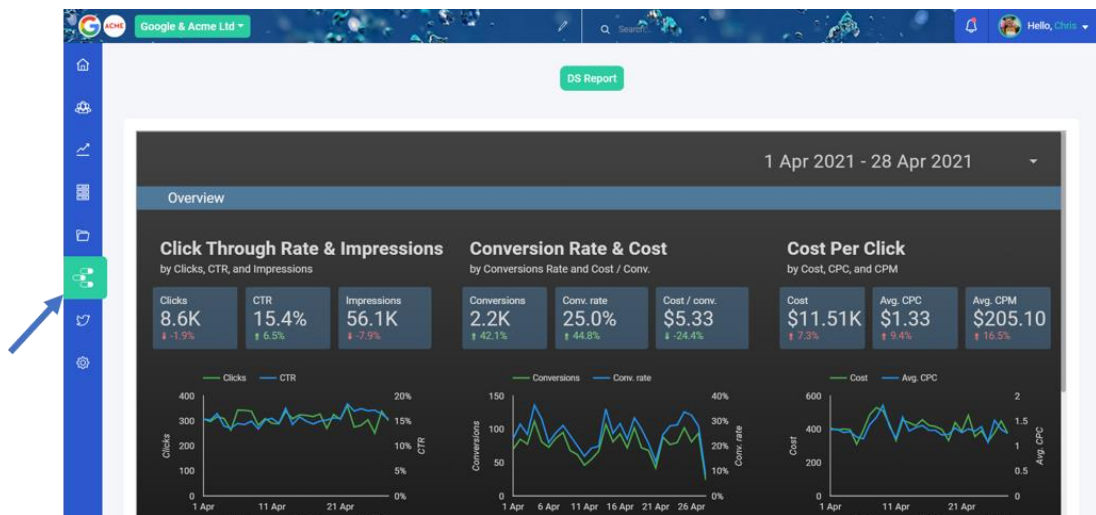 ACME
Google & Acme Ltd
Search...
Hello, Chris
DS Report
1 Apr 2021 - 28 Apr 2021
Overview
Click Through Rate & Impressions
by Clicks, CTR, and Impressions
Clicks
8.6K
-1.9%
CTR
15.4%
6.5%
Impressions
56.1K
-7.9%
Conversion Rate & Cost
by Conversions Rate and Cost / Conv.
Conversions
2.2K
42.1%
Conv. rate
25.0%
44.8%
Cost / conv.
$5.33
-24.4%
Cost Per Click
by Cost, CPC, and CPM
Cost
$11.51K
7.3%
Avg. CPC
$1.33
9.4%
Avg. CPM
$205.10
16.5%
Clicks CTR
400
300
200
100
0
Clicks
20%
15%
10%
5%
0%
CTR
1 Apr 11 Apr 21 Apr
Conversions Conv. rate
150
100
50
0
Conversions
40%
30%
20%
10%
0%
Conv. rate
1 Apr 6 Apr 11 Apr 16 Apr 21 Apr 26 Apr
Cost Avg. CPC
600
400
200
0
Cost
2
1.5
1
0.5
0
Avg. CPC
1 Apr 11 Apr 21 Apr